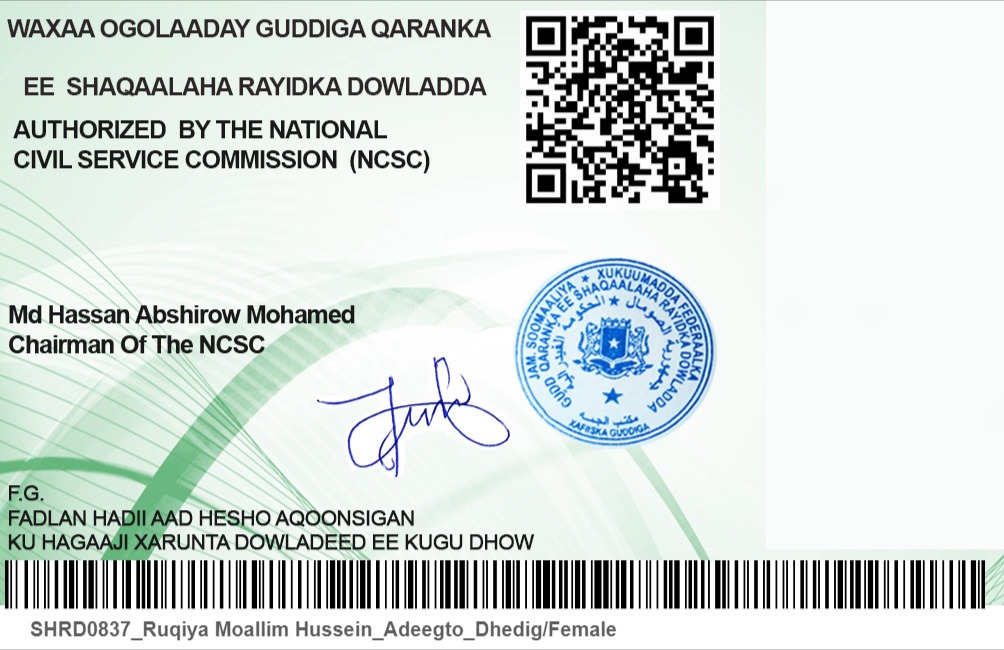 WAXAA OGOLAADAY GUDDIGA QARANKA
EE SHAQAALAHA RAYIDKA DOWLADDA
AUTHORIZED BY THE NATIONAL
CIVIL SERVICE COMMISSION (NCSC)
Md Hassan Abshirow Mohamed
Chairman Of The NCSC
JAM. SOOMAALIYA ★ XUKUUMADDA FEDERAALKA
GUDD QARANKA EE SHAQAALAHA RAYIDKA DOWLADDA
XAFIISKA GUDDIGA
F.G.
FADLAN HADII AAD HESHO AQOONSIGAN
KU HAGAAJI XARUNTA DOWLADEED EE KUGU DHOW
SHRD0837_Ruqiya Moallim Hussein_Adeegto_Dhedig/Female